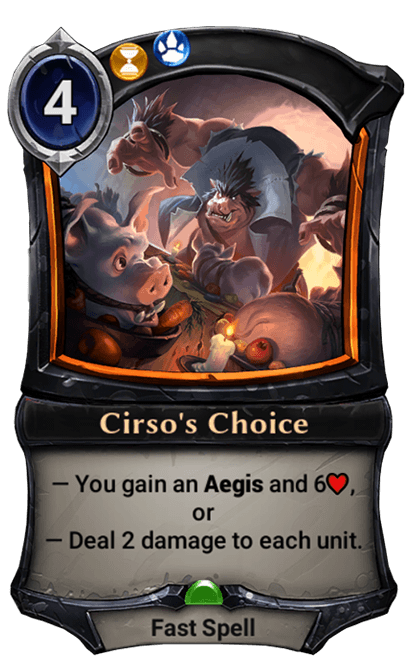 4
Cirso's Choice
— You gain an Aegis and 6❤,
or
— Deal 2 damage to each unit.
Fast Spell